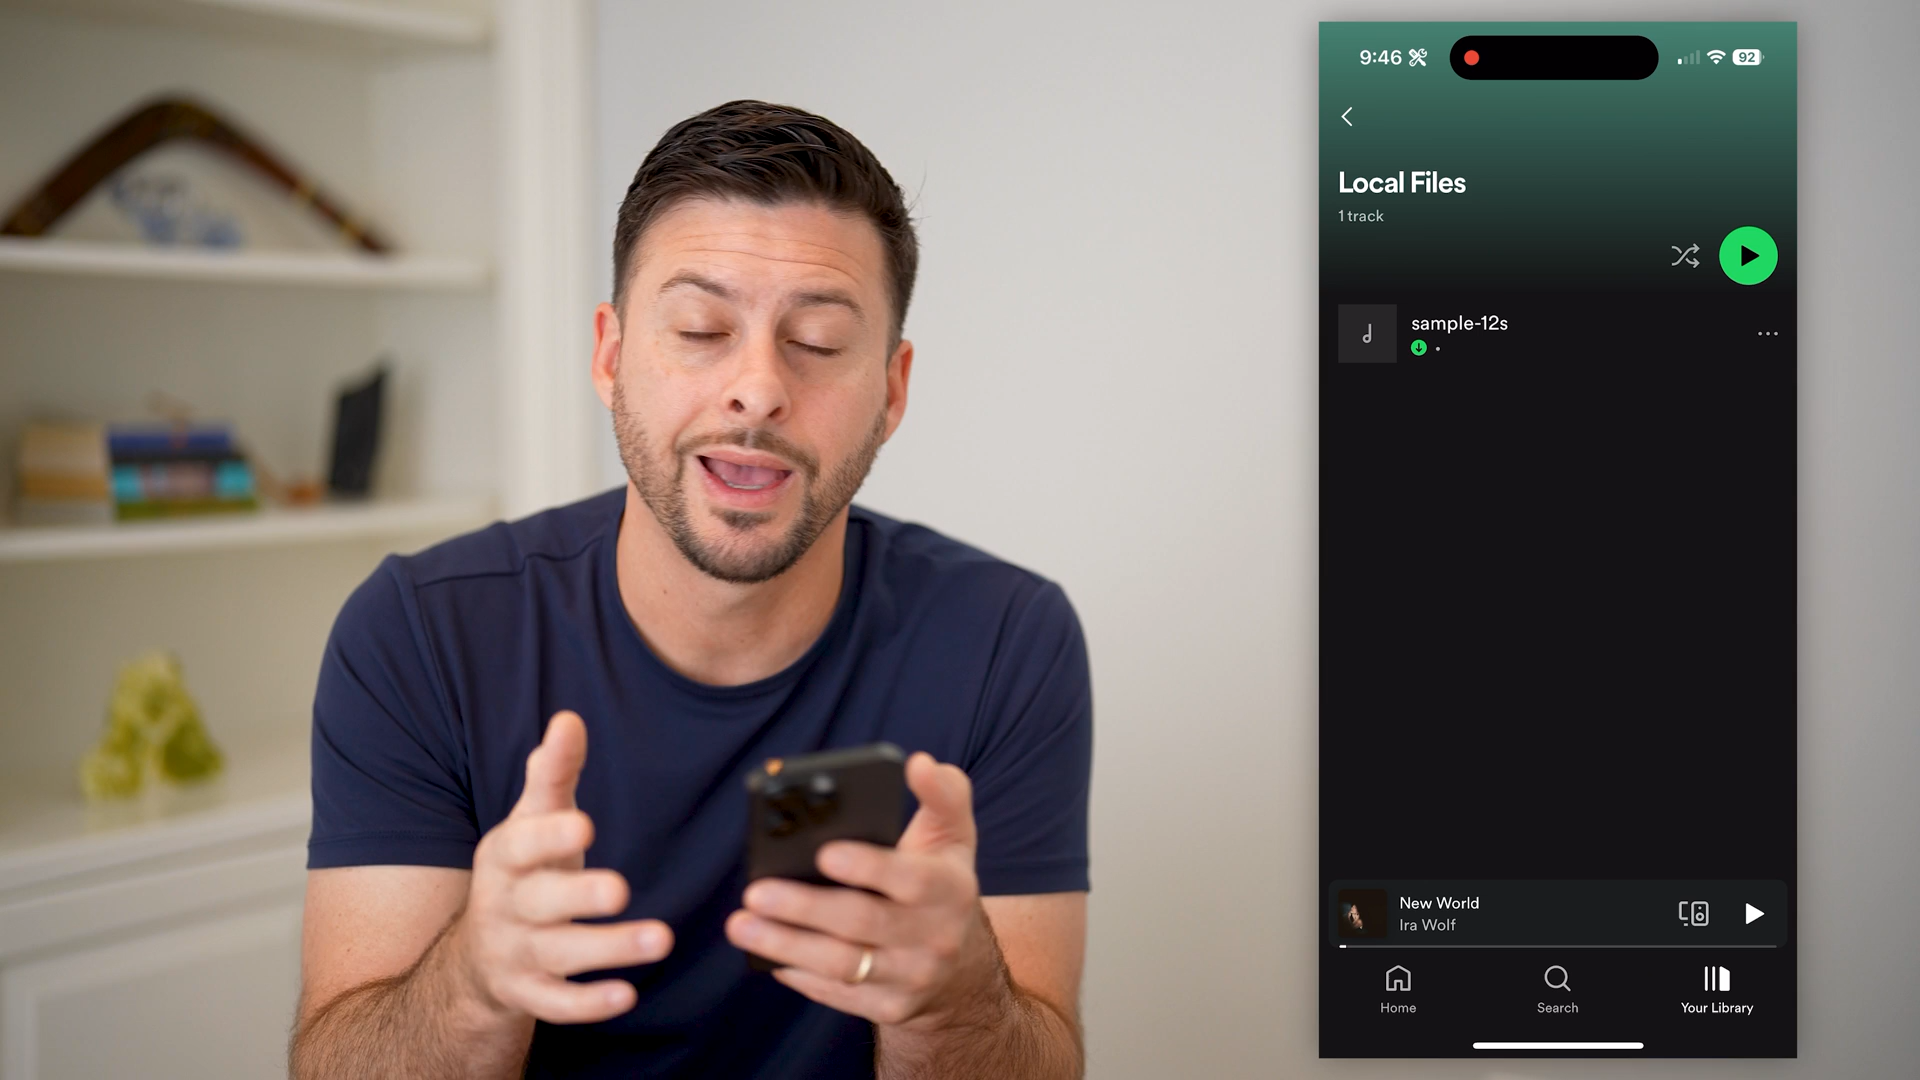 9:46
92
Local Files
1 track
sample-12s
New World
Ira Wolf
Home
Search
Your Library